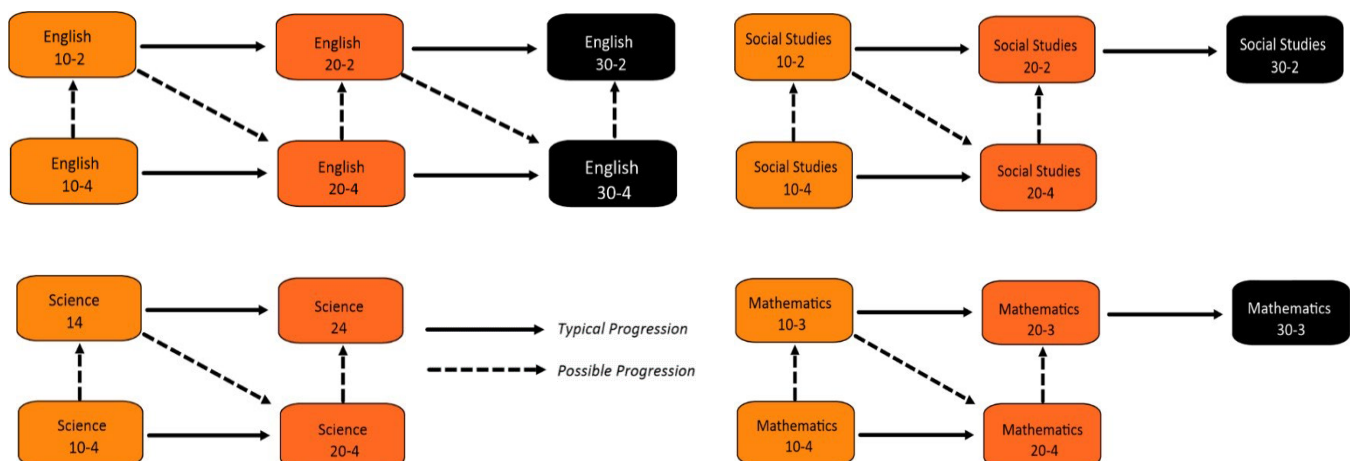 English
10-2
English
20-2
English
30-2
English
10-4
English
20-4
English
30-4
Social Studies
10-2
Social Studies
20-2
Social Studies
30-2
Social Studies
10-4
Social Studies
20-4
Science
14
Science
24
Science
10-4
Science
20-4
Typical Progression
Possible Progression
Mathematics
10-3
Mathematics
20-3
Mathematics
30-3
Mathematics
10-4
Mathematics
20-4